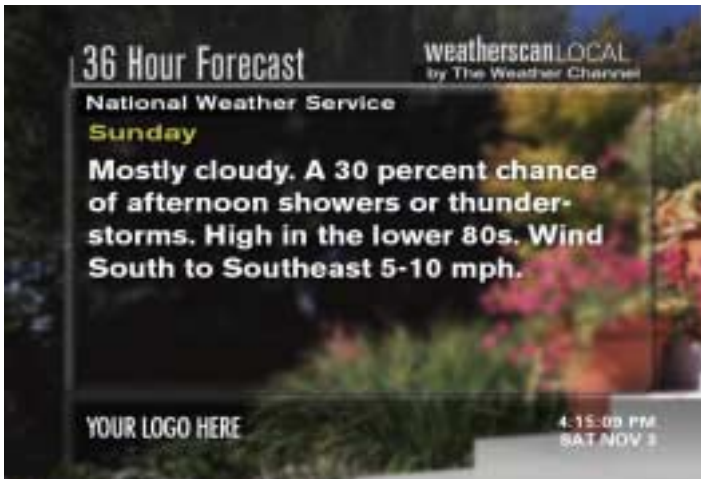 36 Hour Forecast
weatherscan LOCAL
by The Weather Channel
National Weather Service
Sunday
Mostly cloudy. A 30 percent chance
of afternoon showers or thunder-
storms. High in the lower 80s. Wind
South to Southeast 5-10 mph.
YOUR LOGO HERE
4:15:09 PM
SAT NOV 3